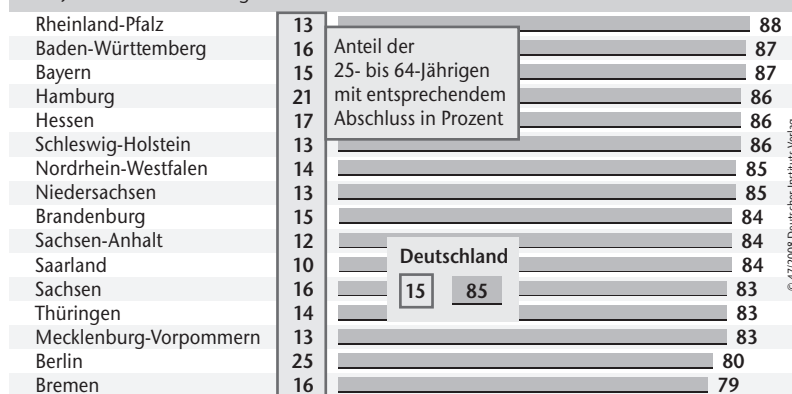 Rheinland-Pfalz 13 88
Baden-Württemberg 16 87
Bayern 15 87
Hamburg 21 86
Hessen 17 86
Schleswig-Holstein 13 86
Nordrhein-Westfalen 14 85
Niedersachsen 13 85
Brandenburg 15 84
Sachsen-Anhalt 12 84
Saarland 10 84
Sachsen 16 83
Thüringen 14 83
Mecklenburg-Vorpommern 13 83
Berlin 25 80
Bremen 16 79
Anteil der
25- bis 64-Jährigen
mit entsprechendem
Abschluss in Prozent
Deutschland
15 85
© 47/2008 Deutscher Instituts-Verlag